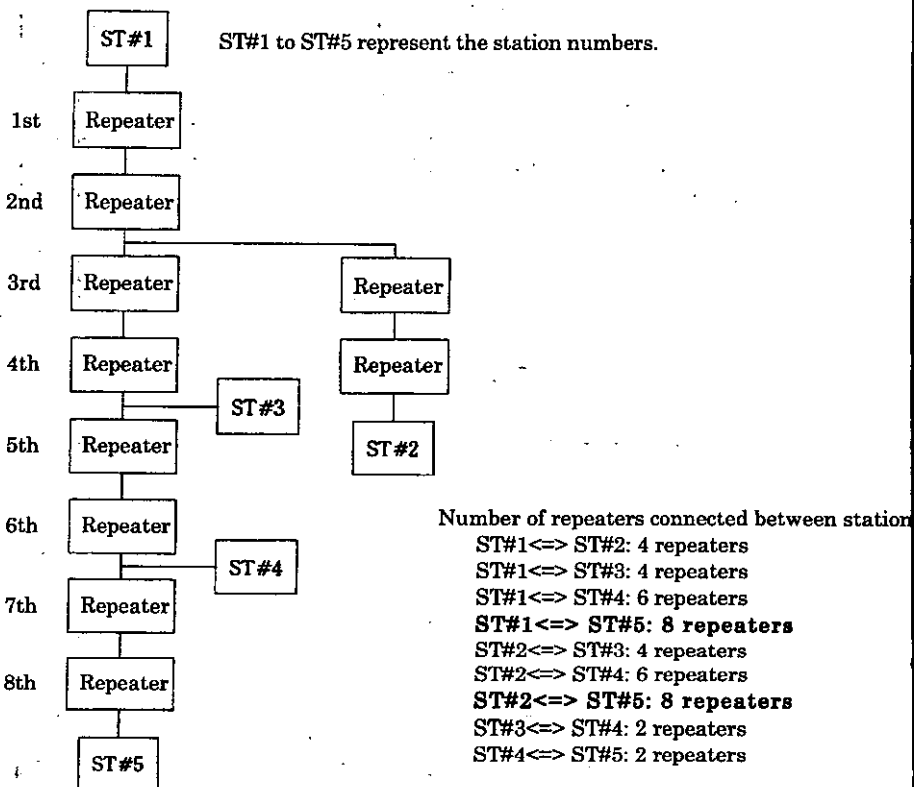 ST#1
ST#1 to ST#5 represent the station numbers.
1st Repeater
2nd Repeater
3rd Repeater Repeater
4th Repeater Repeater
ST#3
5th Repeater ST#2
6th Repeater
ST#4
7th Repeater
8th Repeater
ST#5
Number of repeaters connected between station
ST#1<=> ST#2: 4 repeaters
ST#1<=> ST#3: 4 repeaters
ST#1<=> ST#4: 6 repeaters
ST#1<=> ST#5: 8 repeaters
ST#2<=> ST#3: 4 repeaters
ST#2<=> ST#4: 6 repeaters
ST#2<=> ST#5: 8 repeaters
ST#3<=> ST#4: 2 repeaters
ST#4<=> ST#5: 2 repeaters